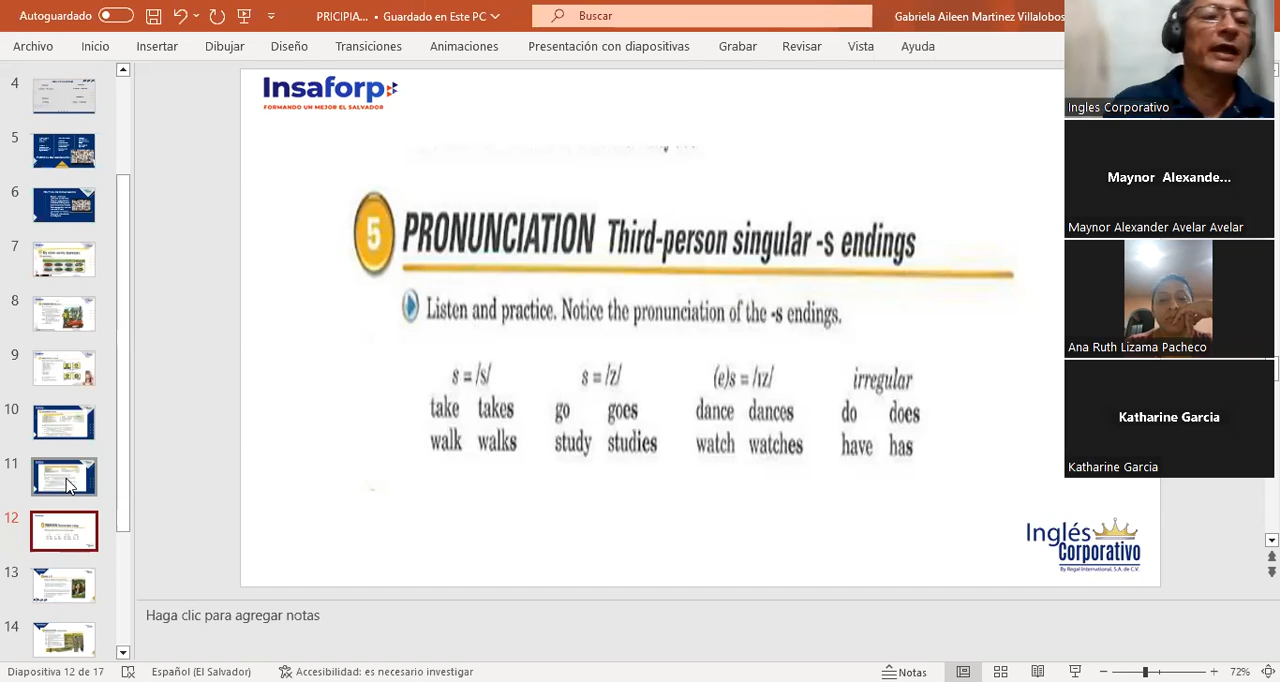 Autoguardado
PRICIPIA... • Guardado en Este PC
Buscar
Gabriela Aileen Martinez Villalobos
Archivo Inicio Insertar Dibujar Diseño Transiciones Animaciones Presentación con diapositivas Grabar Revisar Vista Ayuda
Insaforp
FORMANDO UN MEJOR EL SALVADOR
5 PRONUNCIATION Third-person singular -s endings
Listen and practice. Notice the pronunciation of the -s endings.
s = /s/ s = /z/ (e)s = /ɪz/ irregular
take takes go goes dance dances do does
walk walks study studies watch watches have has
Inglés
Corporativo
By Regal International, S.A. de C.V.
4
5
6
7
8
9
10
11
12
13
14
Ingles Corporativo
Maynor Alexande...
Maynor Alexander Avelar Avelar
Ana Ruth Lizama Pacheco
Katharine Garcia
Katharine Garcia
Haga clic para agregar notas
Diapositiva 12 de 17 Español (El Salvador) Accesibilidad: es necesario investigar Notas 72%